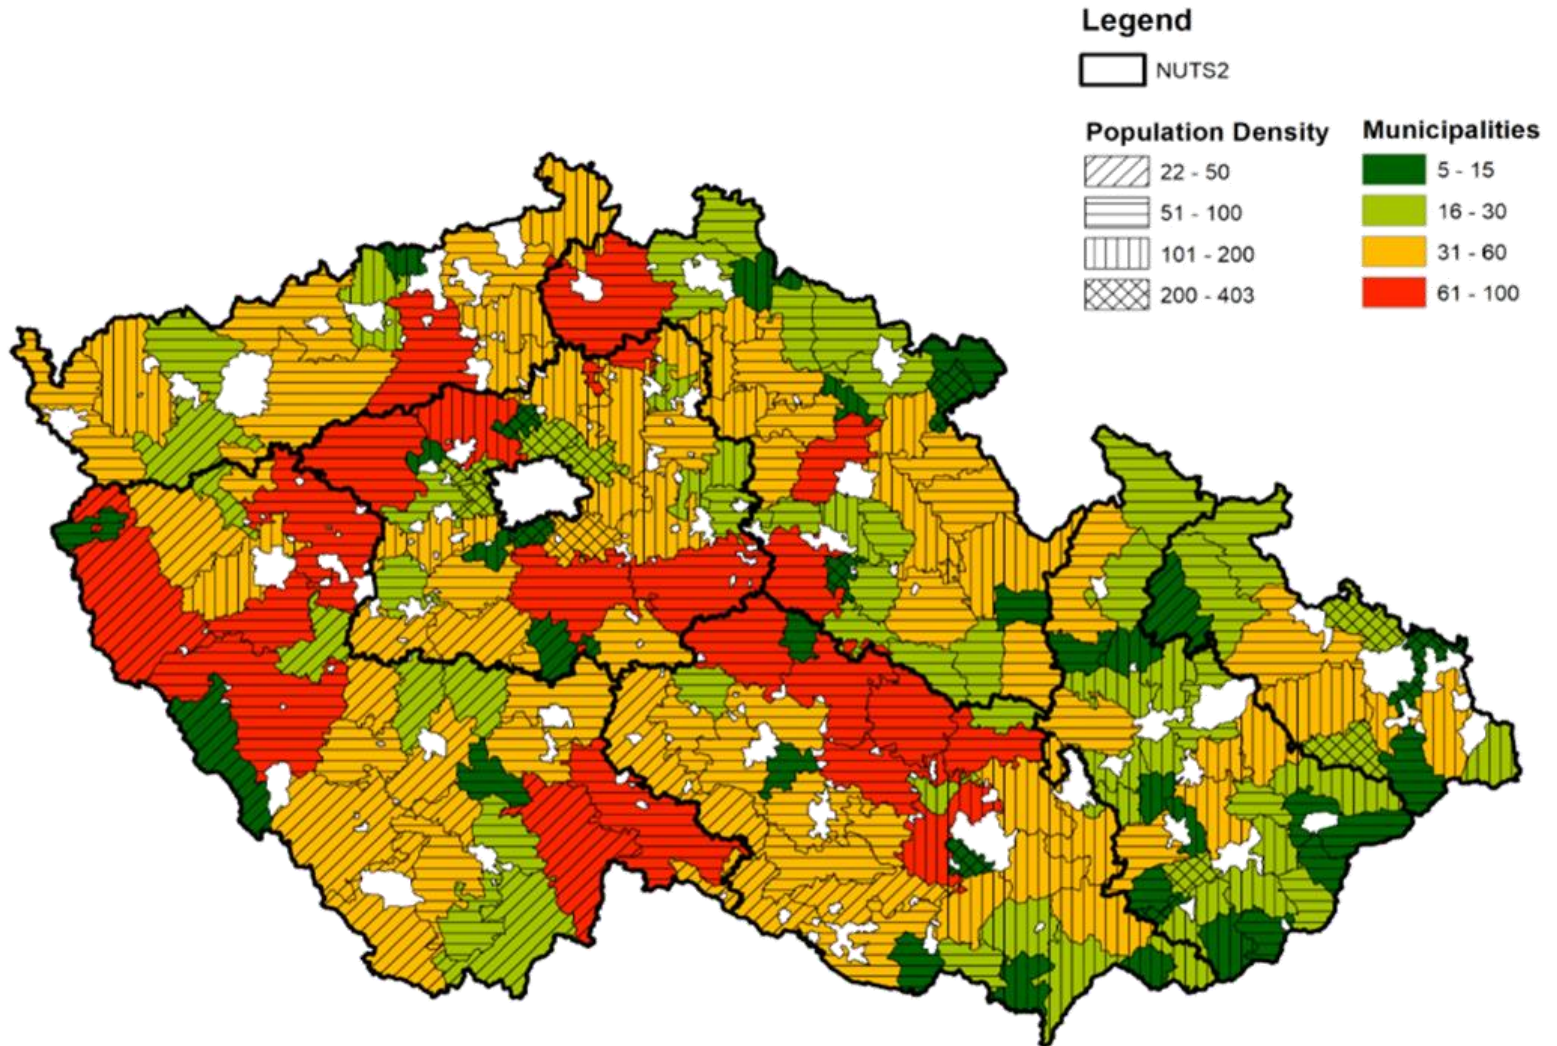 Legend
NUTS2
Population Density
22 - 50
51 - 100
101 - 200
200 - 403
Municipalities
5 - 15
16 - 30
31 - 60
61 - 100